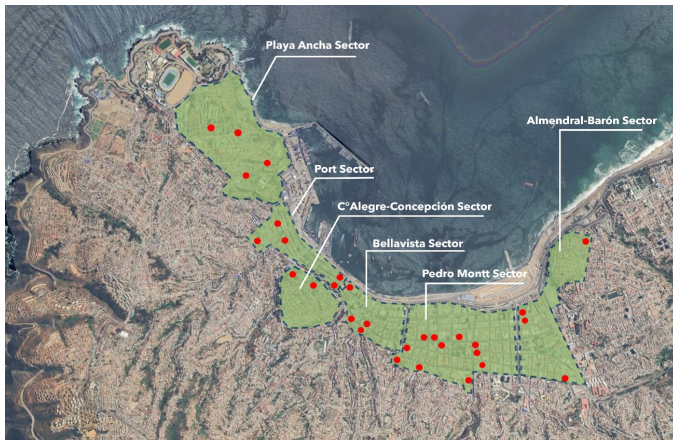 Playa Ancha Sector
Almendral-Barón Sector
Port Sector
C°Alegre-Concepción Sector
Bellavista Sector
Pedro Montt Sector